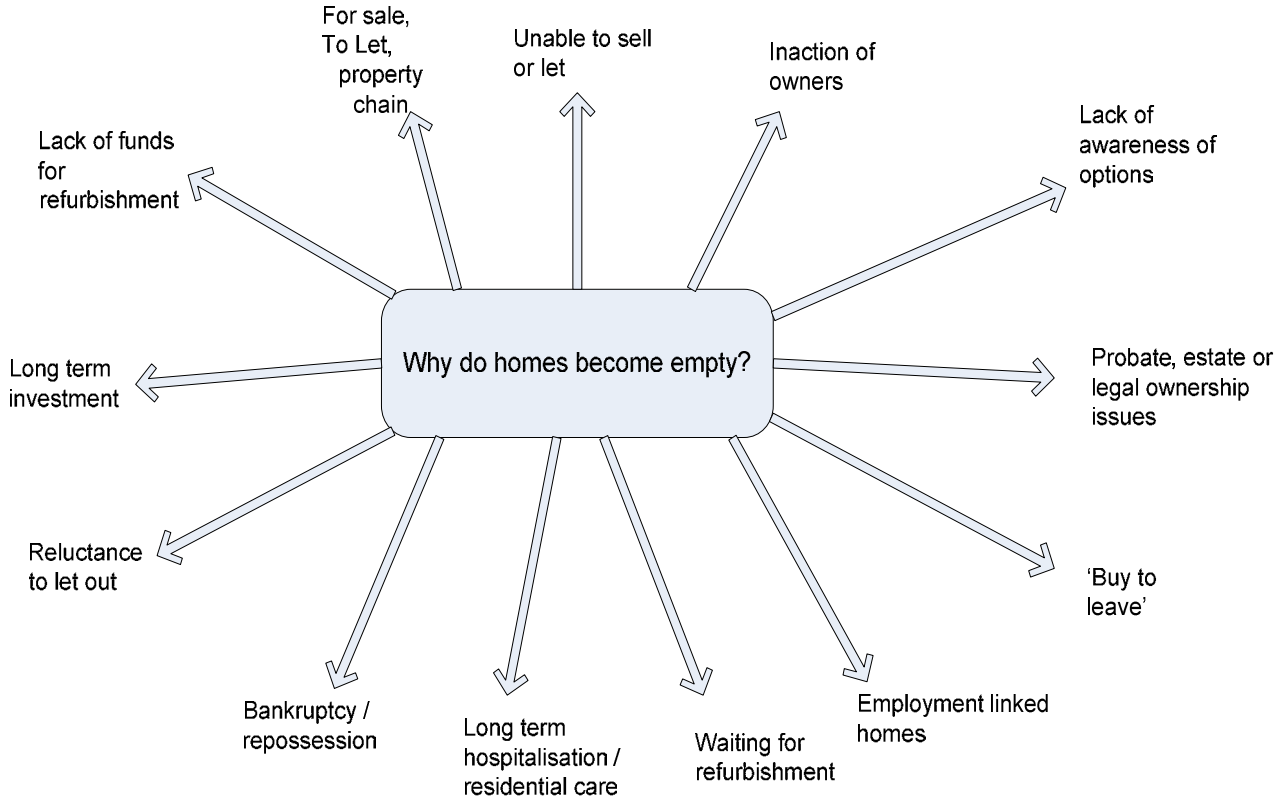 For sale,
To Let,
property
chain
Unable to sell
or let
Inaction of
owners
Lack of
awareness of
options
Lack of funds
for
refurbishment
Why do homes become empty?
Long term
investment
Probate, estate or
legal ownership
issues
Reluctance
to let out
‘Buy to
leave’
Bankruptcy /
repossession
Long term
hospitalisation /
residential care
Waiting for
refurbishment
Employment linked
homes